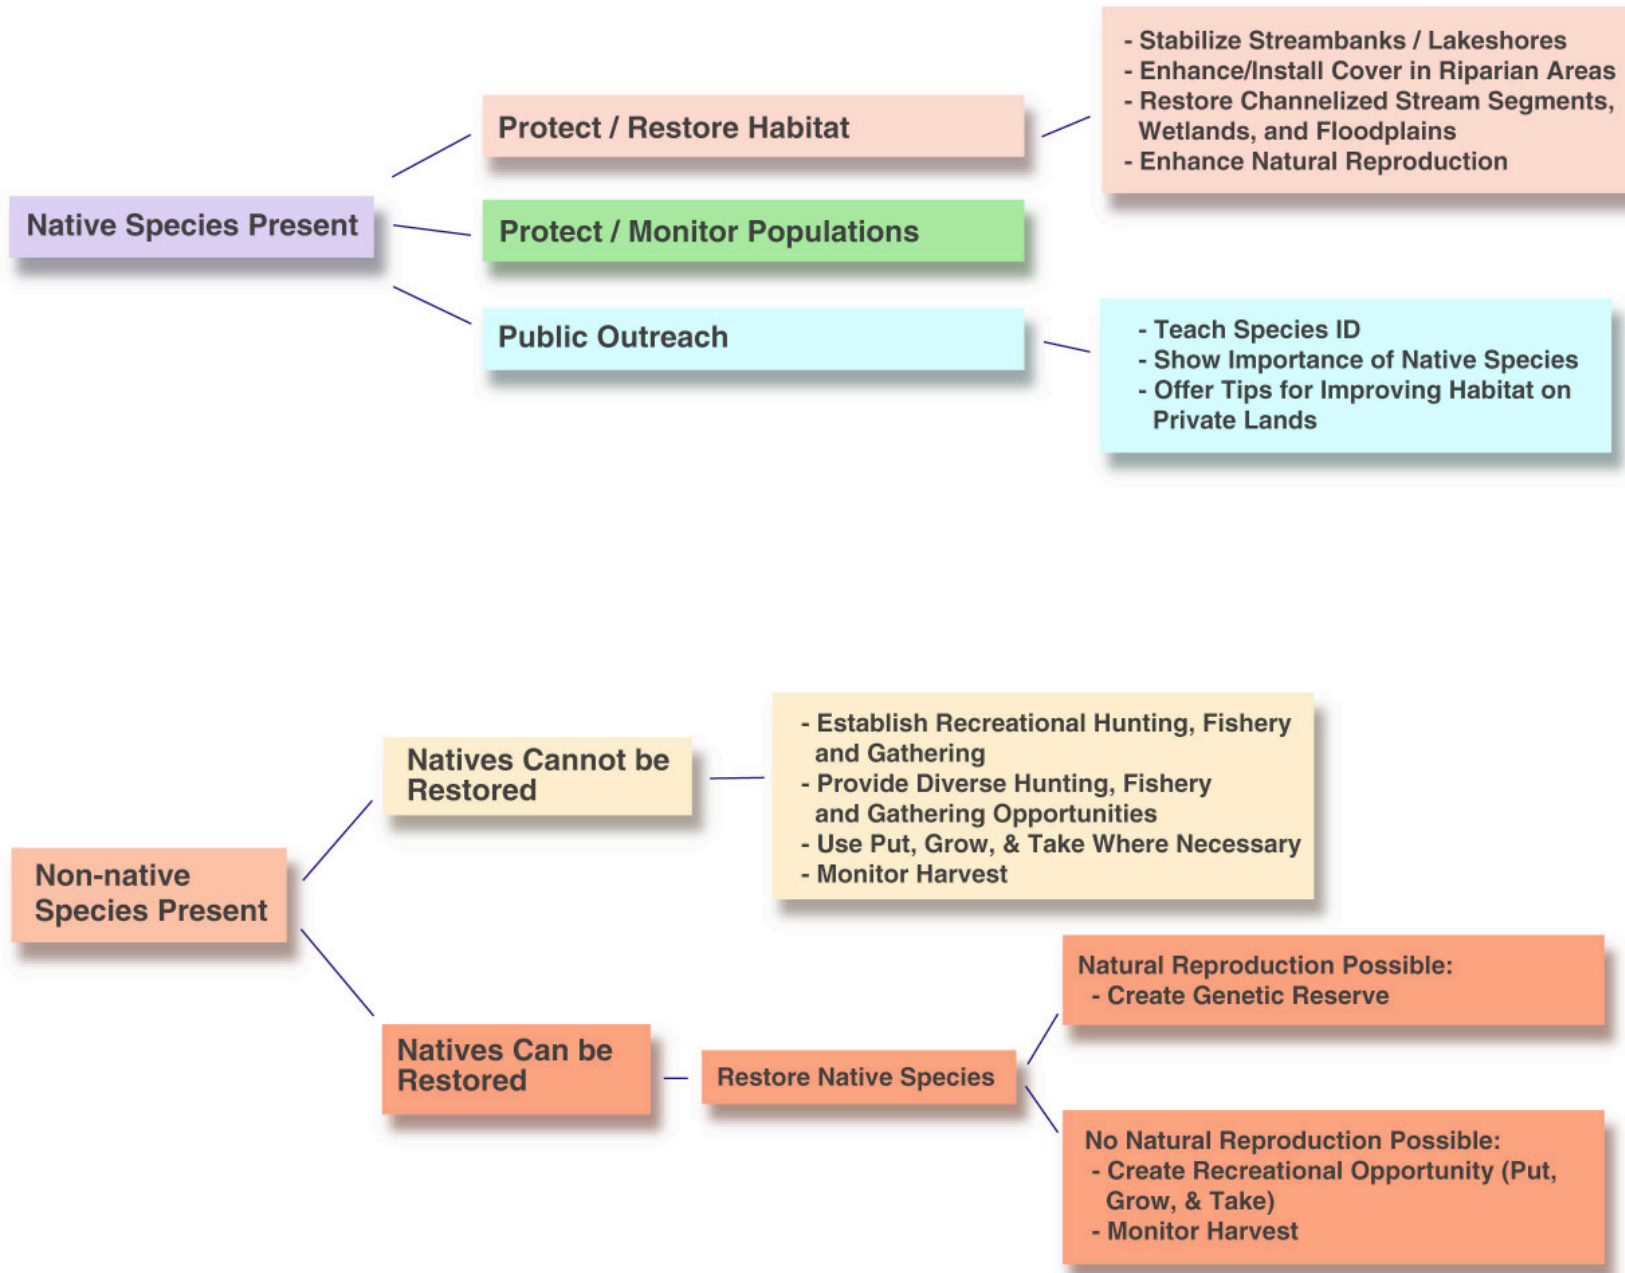 Native Species Present
Protect / Restore Habitat
- Stabilize Streambanks / Lakeshores
- Enhance/Install Cover in Riparian Areas
- Restore Channelized Stream Segments,
Wetlands, and Floodplains
- Enhance Natural Reproduction
Protect / Monitor Populations
Public Outreach
- Teach Species ID
- Show Importance of Native Species
- Offer Tips for Improving Habitat on
Private Lands
Non-native
Species Present
Natives Cannot be
Restored
- Establish Recreational Hunting, Fishery
and Gathering
- Provide Diverse Hunting, Fishery
and Gathering Opportunities
- Use Put, Grow, & Take Where Necessary
- Monitor Harvest
Natives Can be
Restored
Restore Native Species
Natural Reproduction Possible:
- Create Genetic Reserve
No Natural Reproduction Possible:
- Create Recreational Opportunity (Put,
Grow, & Take)
- Monitor Harvest